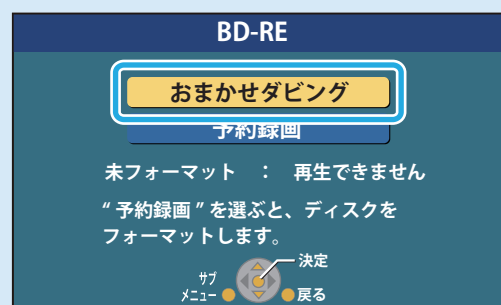 BD-RE
おまかせダビング
予約録画
未フォーマット ： 再生できません
“予約録画”を選ぶと、ディスクを
フォーマットします。
決定
サブ
メニュー
戻る